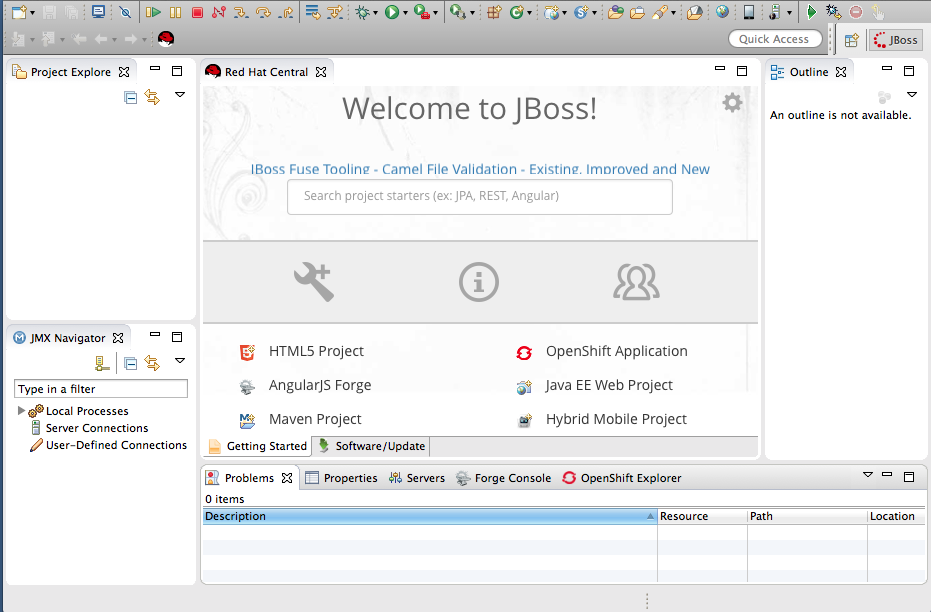 Quick Access
JBoss
Project Explore
Red Hat Central
Outline
An outline is not available.
Welcome to JBoss!
JBoss Fuse Tooling - Camel File Validation - Existing, Improved and New
Search project starters (ex: JPA, REST, Angular)
HTML5 Project
OpenShift Application
AngularJS Forge
Java EE Web Project
Maven Project
Hybrid Mobile Project
Getting Started
Software/Update
JMX Navigator
Type in a filter
Local Processes
Server Connections
User-Defined Connections
Problems
Properties
Servers
Forge Console
OpenShift Explorer
0 items
Description
Resource
Path
Location